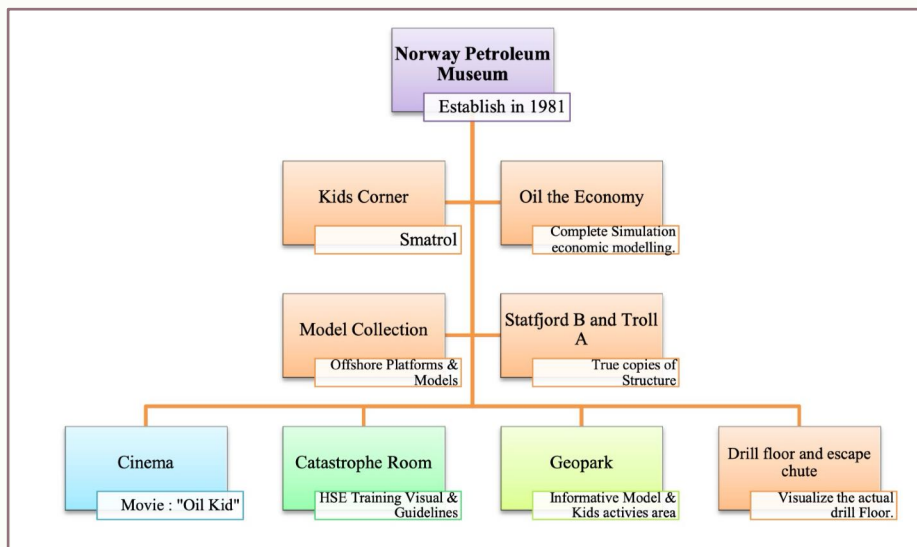 Norway Petroleum
Museum
Establish in 1981
Kids Corner
Smatrol
Oil the Economy
Complete Simulation
economic modelling.
Model Collection
Offshore Platforms &
Models
Statfjord B and Troll
A
True copies of
Structure
Cinema
Movie : "Oil Kid"
Catastrophe Room
HSE Training Visual &
Guidelines
Geopark
Informative Model &
Kids activies area
Drill floor and escape
chute
Visualize the actual
drill Floor.